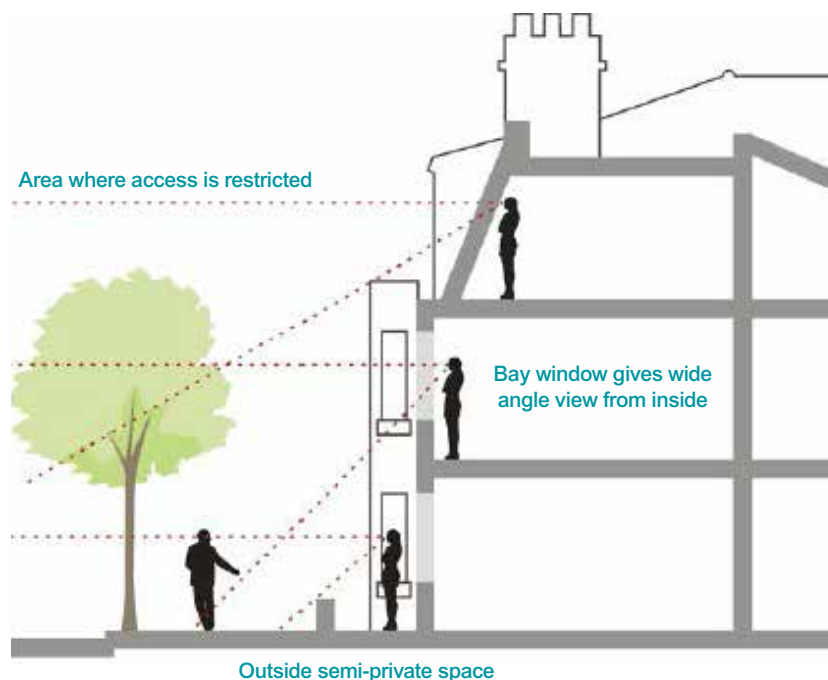 Area where access is restricted
Bay window gives wide
angle view from inside
Outside semi-private space